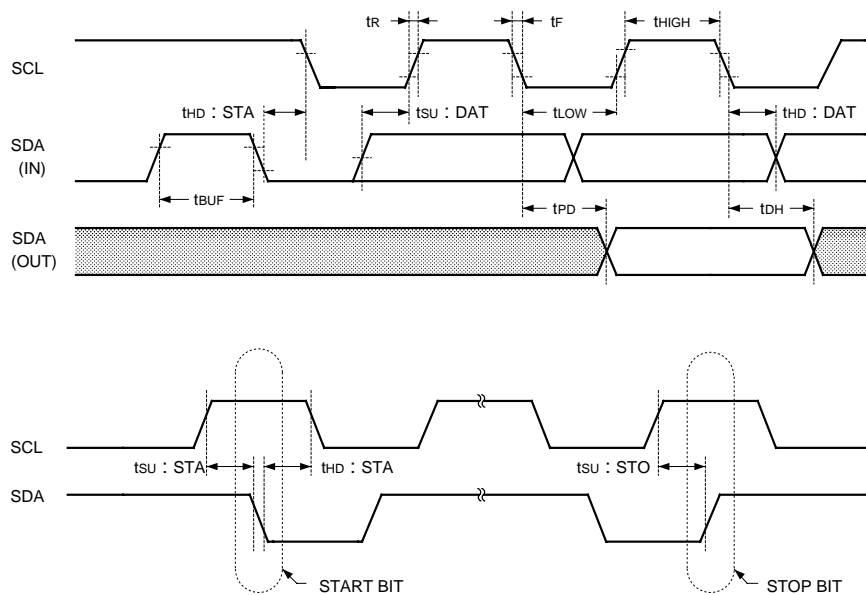 tR tF tHIGH
SCL
tHD : STA tSU : DAT tLOW tHD : DAT
SDA
(IN)
tBUF
tPD tDH
SDA
(OUT)
SCL
tSU : STA tHD : STA tSU : STO
SDA
START BIT STOP BIT